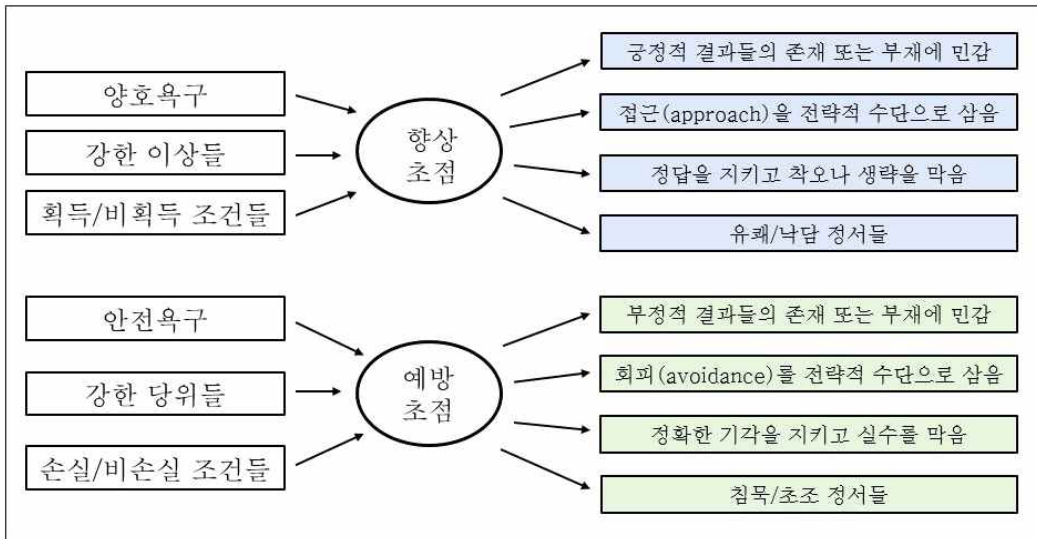 양호욕구
강한 이상들
획득/비획득 조건들
향상
초점
긍정적 결과들의 존재 또는 부재에 민감
접근(approach)을 전략적 수단으로 삼음
정답을 지키고 착오나 생략을 막음
유쾌/낙담 정서들
안전욕구
강한 당위들
손실/비손실 조건들
예방
초점
부정적 결과들의 존재 또는 부재에 민감
회피(avoidance)를 전략적 수단으로 삼음
정확한 기각을 지키고 실수를 막음
침묵/초조 정서들